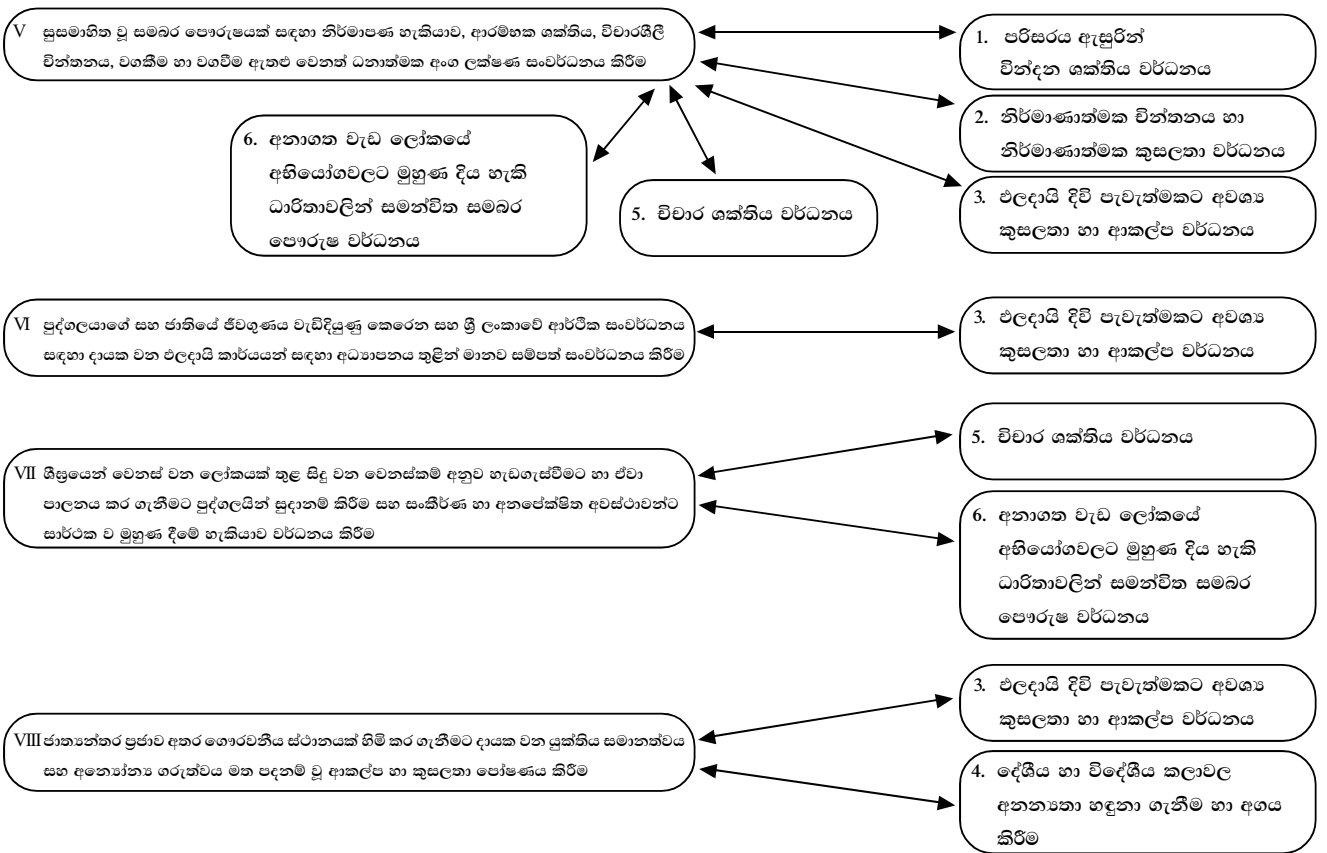 V සුසමාහිත වූ සමබර පෞරුෂයක් සඳහා නිර්මාපණ හැකියාව, ආරම්භක ශක්තිය, විචාරශීලී
චින්තනය, වගකීම හා වගවීම ඇතළු වෙනත් ධනාත්මක අංග ලක්ෂණ සංවර්ධනය කිරීම
1. පරිසරය ඇසුරින්
වින්දන ශක්තිය වර්ධනය
2. නිර්මාණාත්මක චින්තනය හා
නිර්මාණාත්මක කුසලතා වර්ධනය
3. ඵලදායි දිවි පැවැත්මකට අවශ්‍ය
කුසලතා හා ආකල්ප වර්ධනය
5. විචාර ශක්තිය වර්ධනය
6. අනාගත වැඩ ලෝකයේ
අභියෝගවලට මුහුණ දිය හැකි
ධාරිතාවලින් සමන්විත සමබර
පෞරුෂ වර්ධනය
VI පුද්ගලයාගේ සහ ජාතියේ ජීවගුණය වැඩිදියුණු කෙරෙන සහ ශ්‍රී ලංකාවේ ආර්ථික සංවර්ධනය
සඳහා දායක වන ඵලදායි කාර්යයන් සඳහා අධ්‍යාපනය තුළින් මානව සම්පත් සංවර්ධනය කිරීම
3. ඵලදායි දිවි පැවැත්මකට අවශ්‍ය
කුසලතා හා ආකල්ප වර්ධනය
VII ශීඝ්‍රයෙන් වෙනස් වන ලෝකයක් තුළ සිදු වන වෙනස්කම් අනුව හැඩගැස්වීමට හා ඒවා
පාලනය කර ගැනීමට පුද්ගලයින් සූදානම් කිරීම සහ සංකීර්ණ හා අනපේක්ෂිත අවස්ථාවන්ට
සාර්ථක ව මුහුණ දීමේ හැකියාව වර්ධනය කිරීම
5. විචාර ශක්තිය වර්ධනය
6. අනාගත වැඩ ලෝකයේ
අභියෝගවලට මුහුණ දිය හැකි
ධාරිතාවලින් සමන්විත සමබර
පෞරුෂ වර්ධනය
VIII ජාත්‍යන්තර ප්‍රජාව අතර ගෞරවනීය ස්ථානයක් හිමි කර ගැනීමට දායක වන යුක්තිය සමානත්වය
සහ අන්‍යෝන්‍ය ගරුත්වය මත පදනම් වූ ආකල්ප හා කුසලතා පෝෂණය කිරීම
3. ඵලදායි දිවි පැවැත්මකට අවශ්‍ය
කුසලතා හා ආකල්ප වර්ධනය
4. දේශීය හා විදේශීය කලාවල
අනන්‍යතා හඳුනා ගැනීම හා අගය
කිරීම